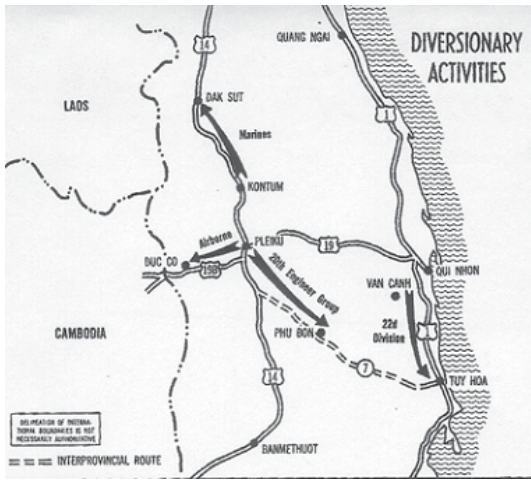 DIVERSIONARY
ACTIVITIES
QUANG NGAI
14
DAK SUT
LAOS
1
Marines
KONTUM
Airborne
PLEIKU
19
DUC CO
19B
20th Engineer Group
QUI NHON
VAN CANH
22d
Division
1
CAMBODIA
PHU BON
7
TUY HOA
14
BANMETHUOT
DELINEATION OF INTERNA-
TIONAL BOUNDARIES IS NOT
NECESSARILY AUTHORITATIVE
INTERPROVINCIAL ROUTE